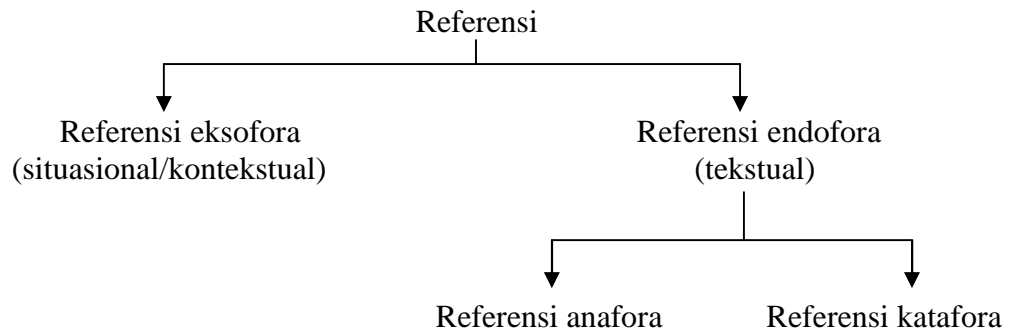 Referensi
Referensi eksofora
(situasional/kontekstual)
Referensi endofora
(tekstual)
Referensi anafora
Referensi katafora